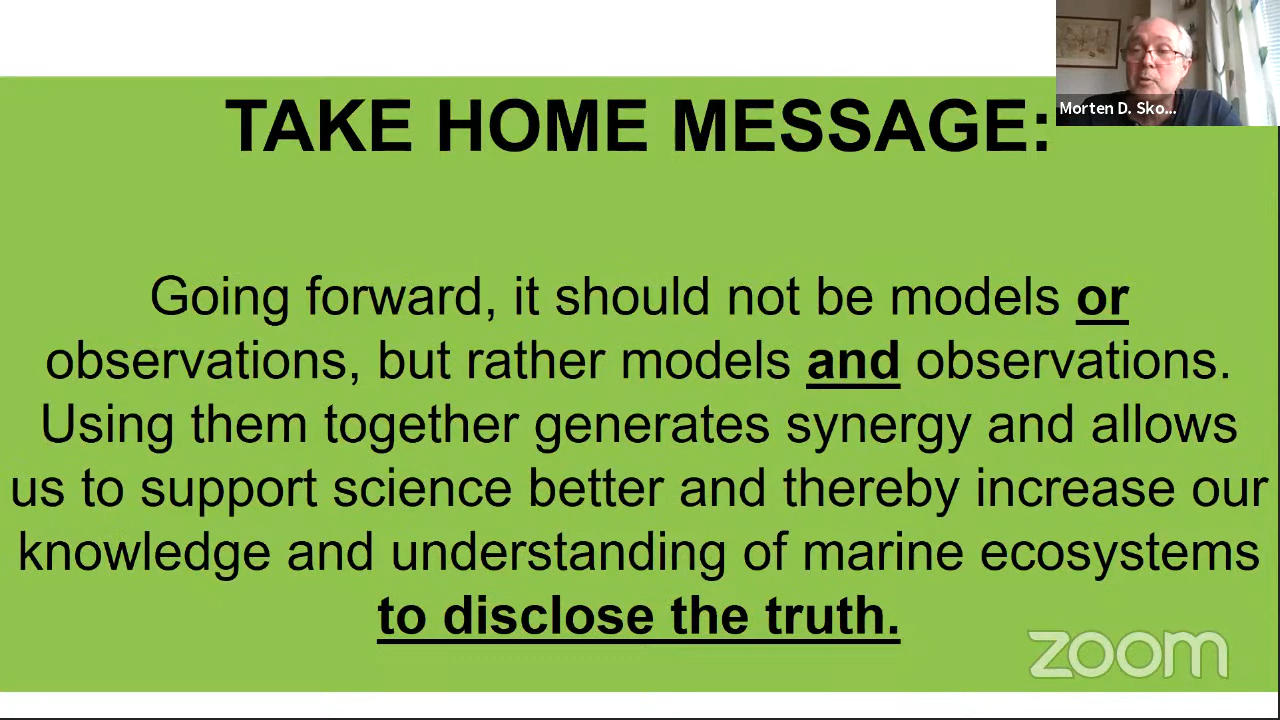 TAKE HOME MESSAGE:
Morten D. Sko...
Going forward, it should not be models or
observations, but rather models and observations.
Using them together generates synergy and allows
us to support science better and thereby increase our
knowledge and understanding of marine ecosystems
to disclose the truth.
zoom